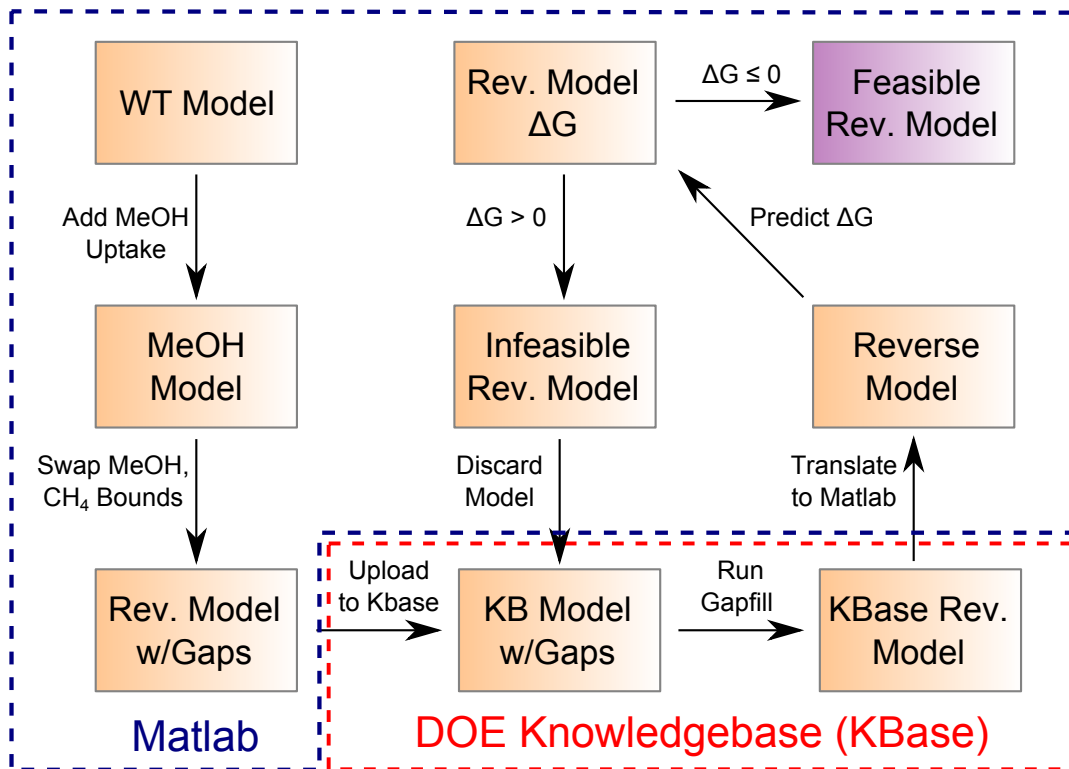 WT Model
Rev. Model
ΔG
ΔG ≤ 0
Feasible
Rev. Model
Add MeOH
Uptake
ΔG > 0
Predict ΔG
MeOH
Model
Infeasible
Rev. Model
Reverse
Model
Swap MeOH,
CH₄ Bounds
Discard
Model
Translate
to Matlab
Rev. Model
w/Gaps
Upload
to Kbase
KB Model
w/Gaps
Run
Gapfill
KBase Rev.
Model
Matlab
DOE Knowledgebase (KBase)